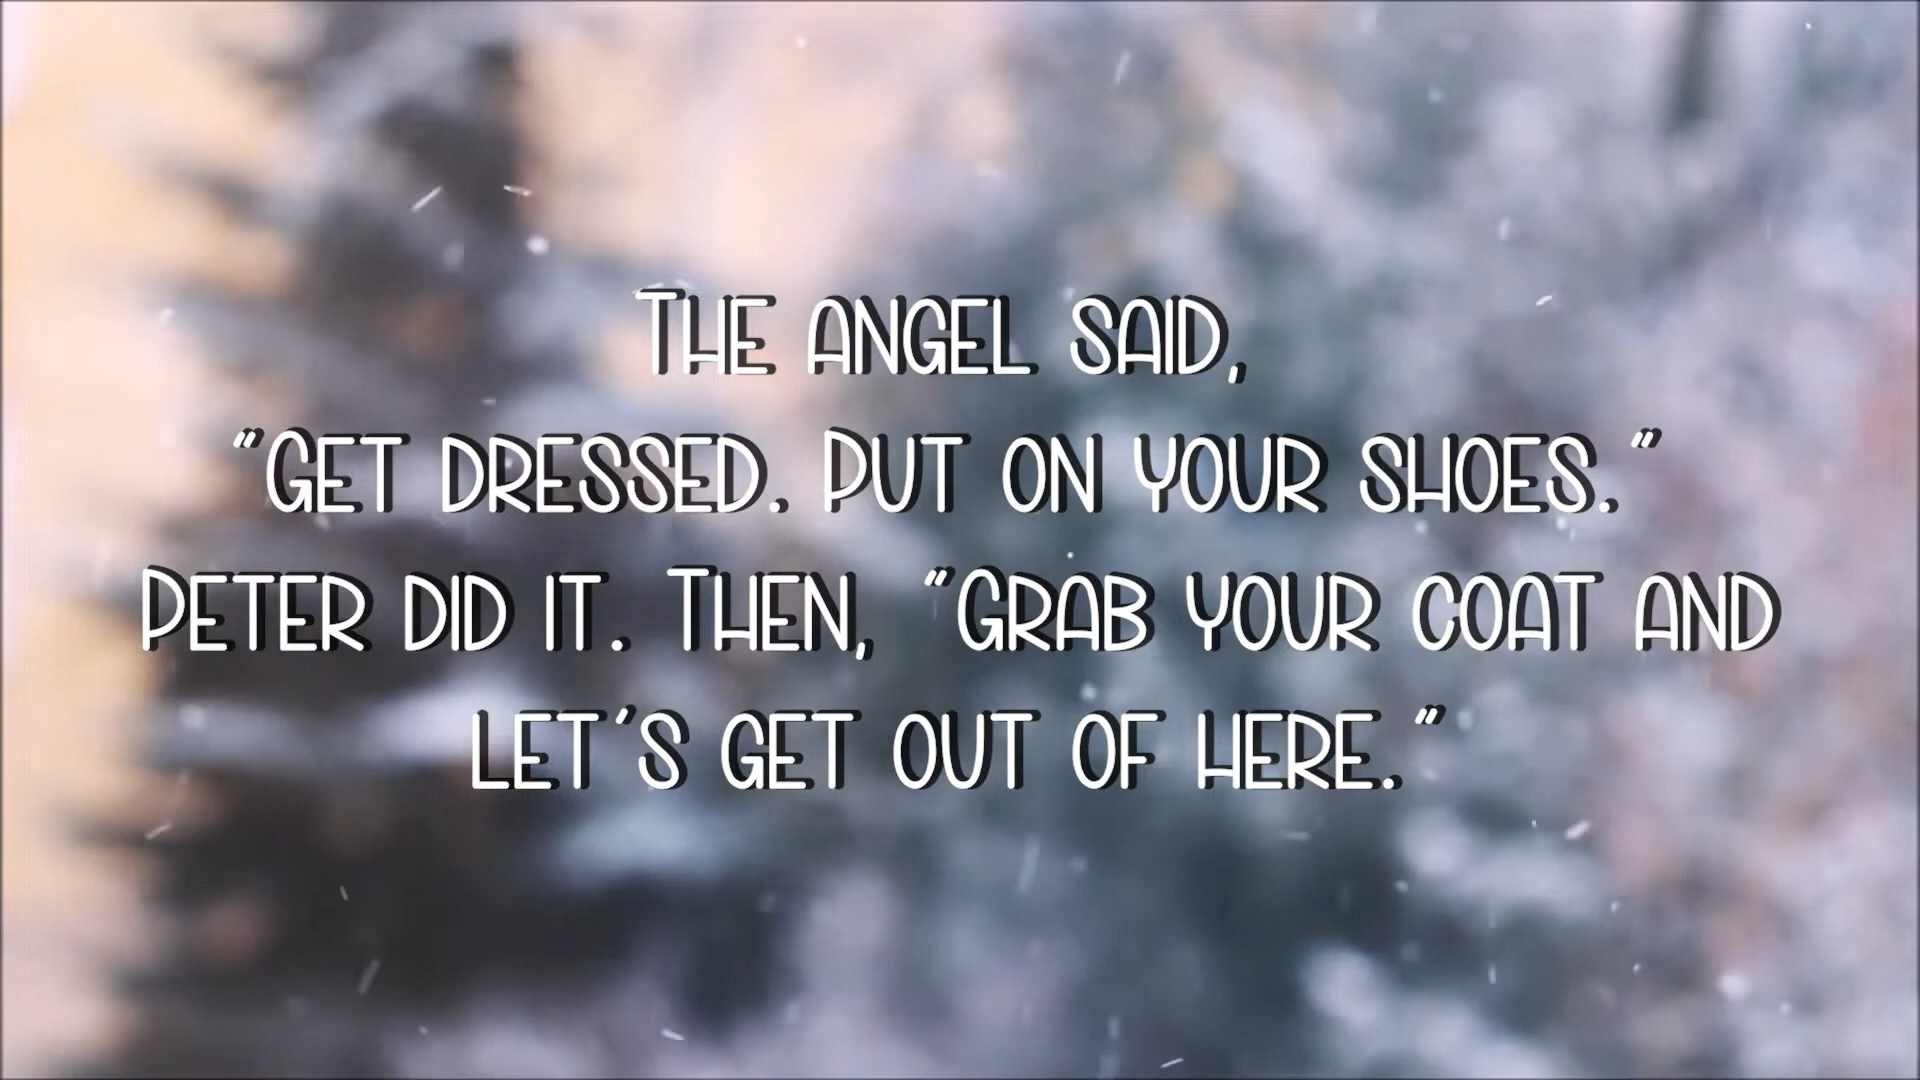 The angel said,
"Get dressed. Put on your shoes."
Peter did it. Then, "Grab your coat and
let's get out of here."